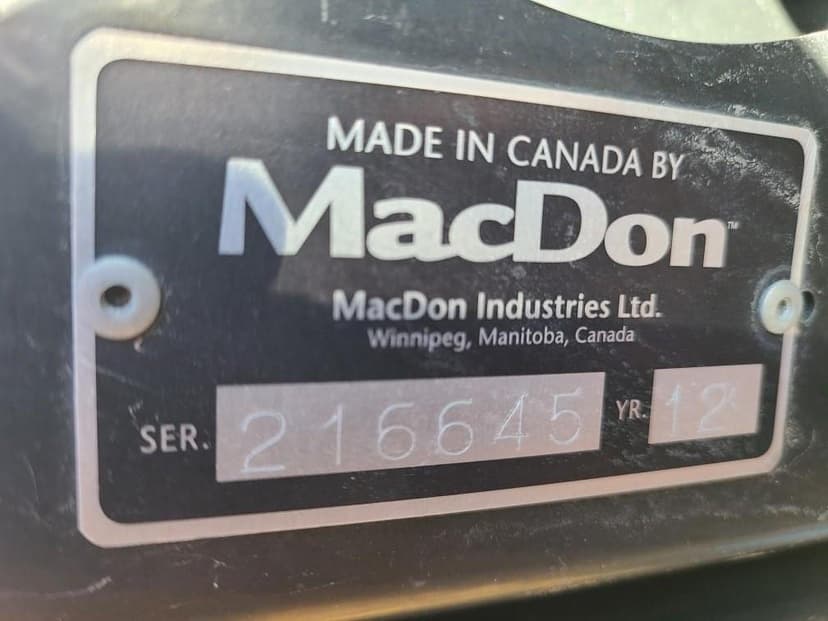 MADE IN CANADA BY
MacDon™
MacDon Industries Ltd.
Winnipeg, Manitoba, Canada
SER. 216645 YR. 12